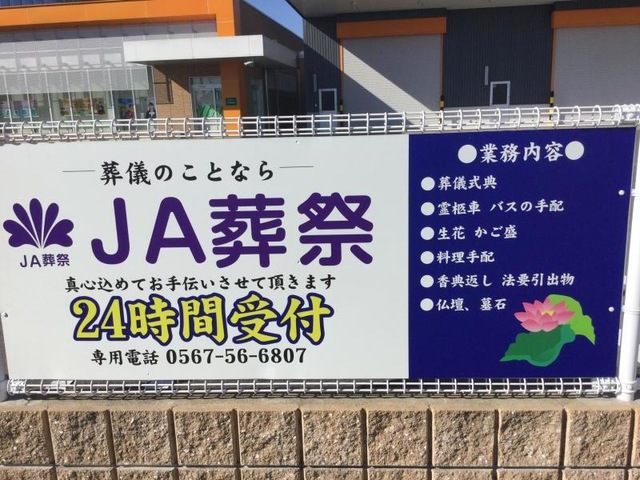 葬儀のことなら
JA葬祭
JA葬祭
真心込めてお手伝いさせて頂きます
24時間受付
専用電話 0567-56-6807
●業務内容●
●葬儀式典
●霊柩車 バスの手配
●生花 かご盛
●料理手配
●香典返し 法要引出物
●仏壇、墓石